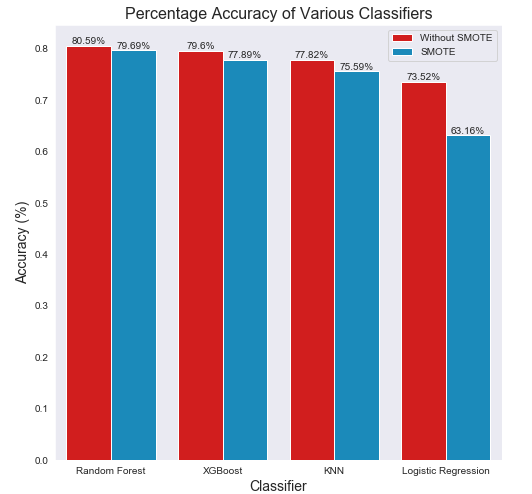 Percentage Accuracy of Various Classifiers
Without SMOTE
SMOTE
80.59%
79.69%
79.6%
77.89%
77.82%
75.59%
73.52%
63.16%
Accuracy (%)
0.8
0.7
0.6
0.5
0.4
0.3
0.2
0.1
0.0
Random Forest
XGBoost
KNN
Logistic Regression
Classifier